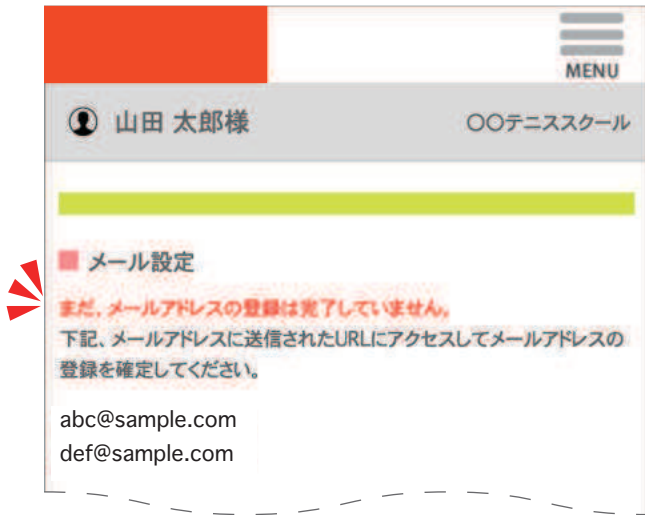 MENU
山田 太郎様
〇〇テニススクール
メール設定
まだ、メールアドレスの登録は完了していません。
下記、メールアドレスに送信されたURLにアクセスしてメールアドレスの
登録を確定してください。
abc@sample.com
def@sample.com